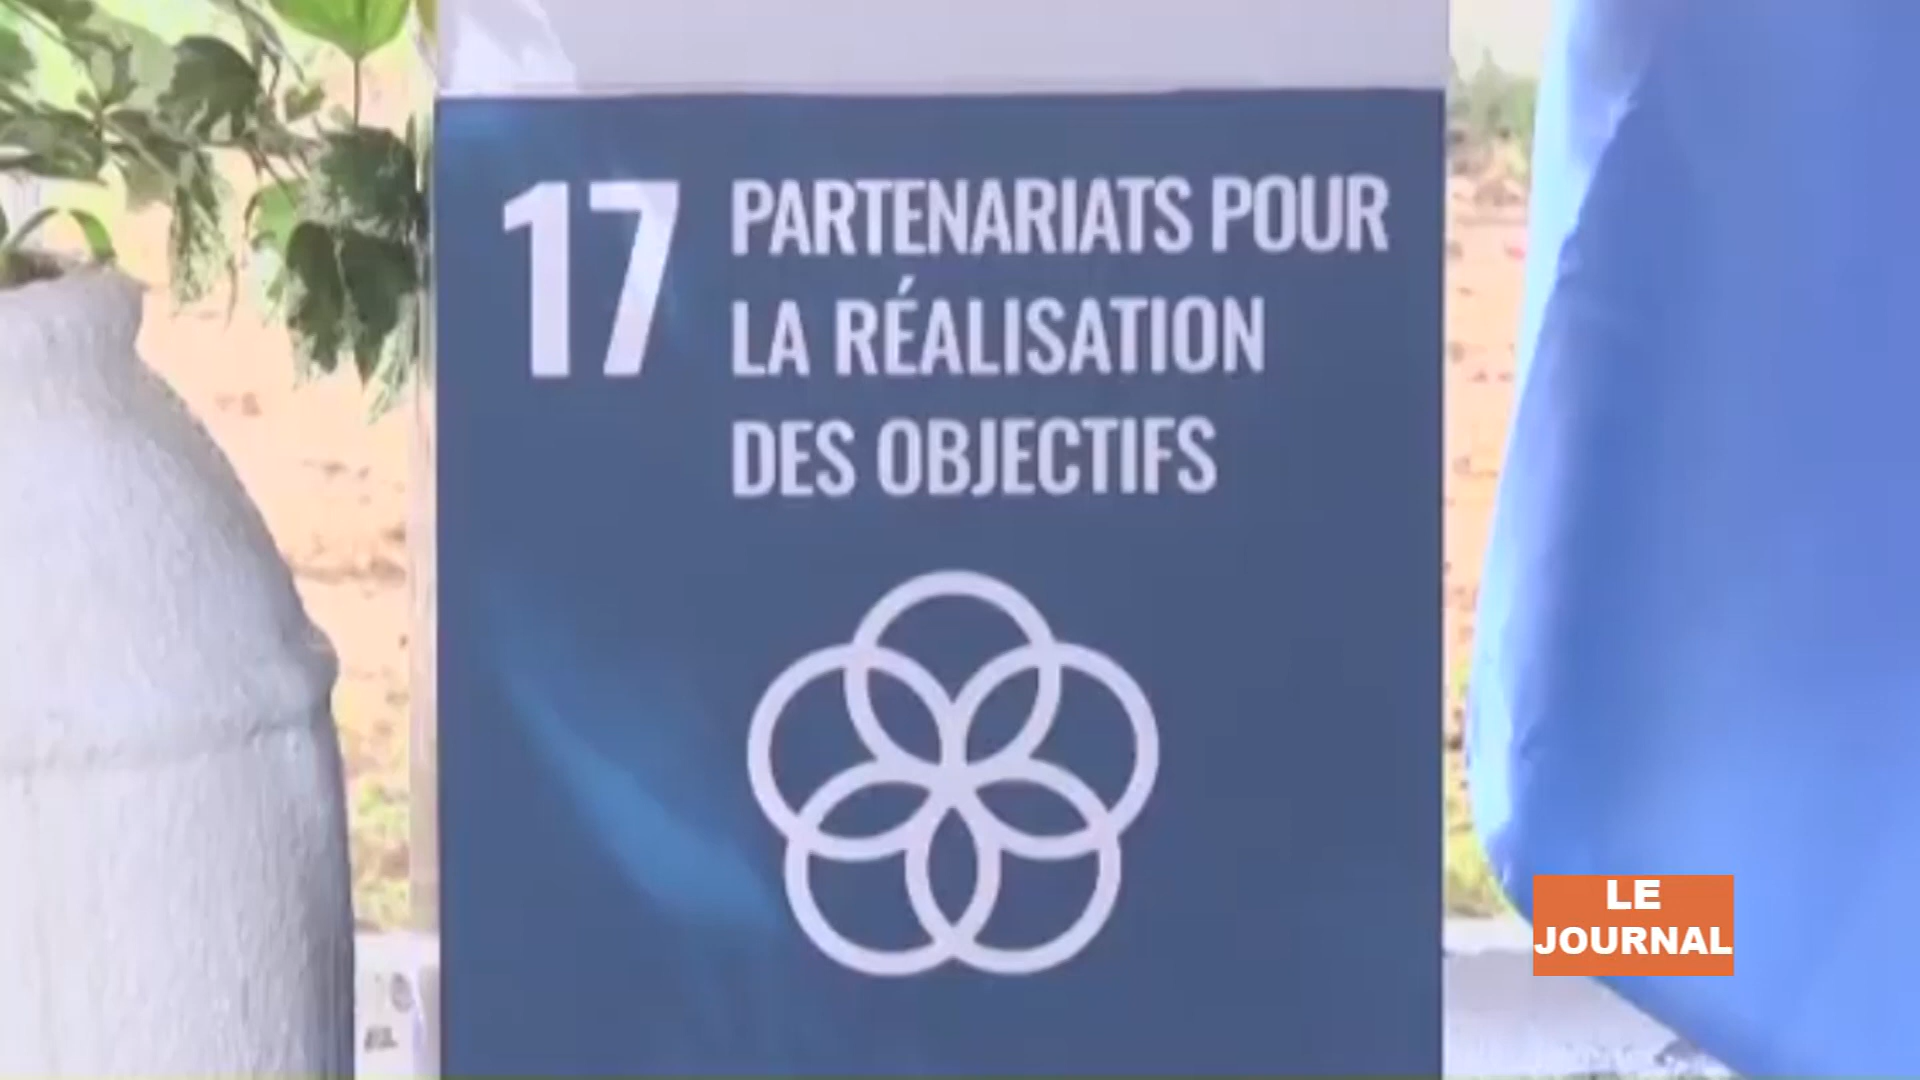 17 PARTENARIATS POUR
LA RÉALISATION
DES OBJECTIFS
LE
JOURNAL